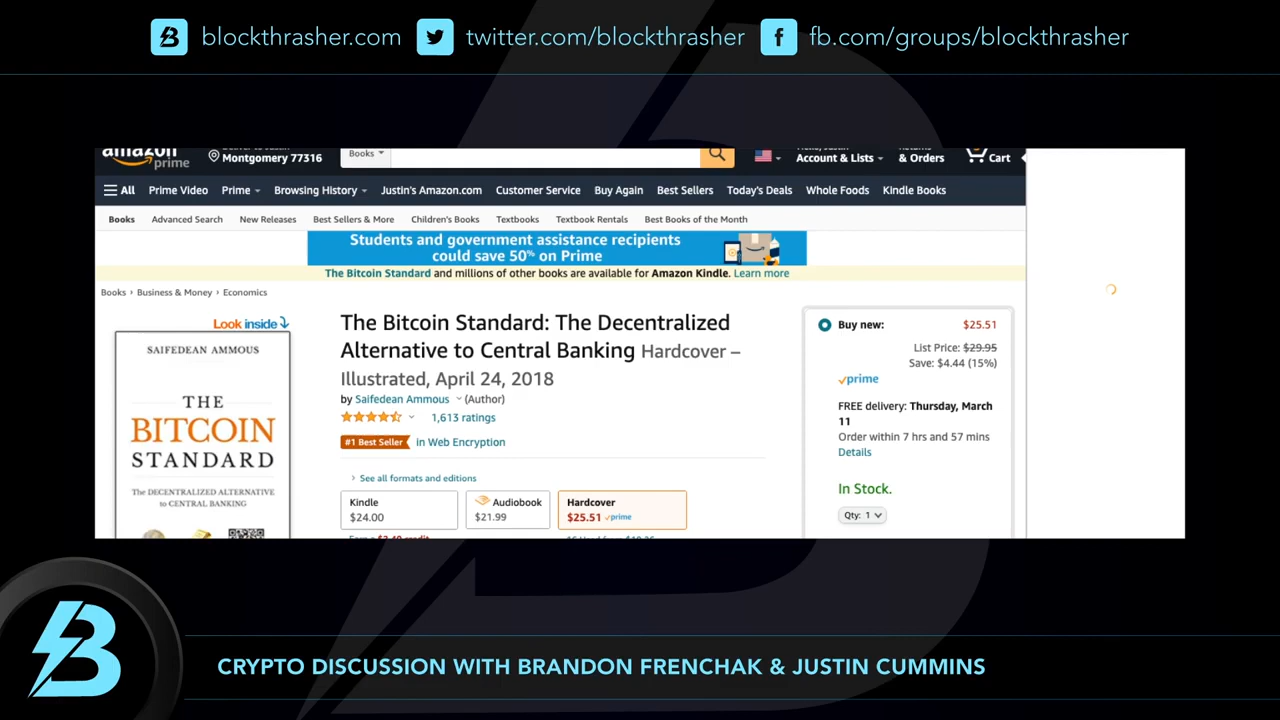 blockthrasher.com
twitter.com/blockthrasher
fb.com/groups/blockthrasher
amazon
prime
Montgomery 77316
Books
Account & Lists
& Orders
Cart
All Prime Video Prime Browsing History Justin's Amazon.com Customer Service Buy Again Best Sellers Today's Deals Whole Foods Kindle Books
Books Advanced Search New Releases Best Sellers & More Children's Books Textbooks Textbook Rentals Best Books of the Month
Students and government assistance recipients
could save 50% on Prime
The Bitcoin Standard and millions of other books are available for Amazon Kindle. Learn more
Books › Business & Money › Economics
Look inside
SAIFEDEAN AMMOUS
THE
BITCOIN
STANDARD
THE DECENTRALIZED ALTERNATIVE
TO CENTRAL BANKING
The Bitcoin Standard: The Decentralized
Alternative to Central Banking Hardcover –
Illustrated, April 24, 2018
by Saifedean Ammous (Author)
1,613 ratings
#1 Best Seller in Web Encryption
See all formats and editions
Kindle
$24.00
Audiobook
$21.99
Hardcover
$25.51 prime
Buy new: $25.51
List Price: $29.95
Save: $4.44 (15%)
prime
FREE delivery: Thursday, March
11
Order within 7 hrs and 57 mins
Details
In Stock.
Qty: 1
B
CRYPTO DISCUSSION WITH BRANDON FRENCHAK & JUSTIN CUMMINS